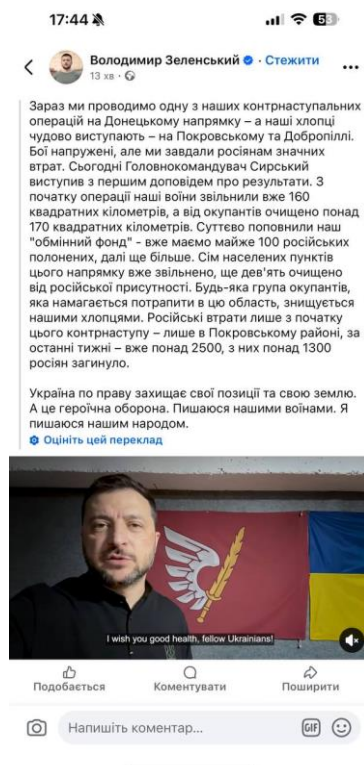 17:44
53
Володимир Зеленський · Стежити
13 хв ·
Зараз ми проводимо одну з наших контрнаступальних
операцій на Донецькому напрямку – а наші хлопці
чудово виступають – на Покровському та Добропіллі.
Бої напружені, але ми завдали росіянам значних
втрат. Сьогодні Головнокомандувач Сирський
виступив з першим доповідем про результати. З
початку операції наші воїни звільнили вже 160
квадратних кілометрів, а від окупантів очищено понад
170 квадратних кілометрів. Суттєво поповнили наш
"обмінний фонд" - вже маємо майже 100 російських
полонених, далі ще більше. Сім населених пунктів
цього напрямку вже звільнено, ще дев'ять очищено
від російської присутності. Будь-яка група окупантів,
яка намагається потрапити в цю область, знищується
нашими хлопцями. Російські втрати лише з початку
цього контрнаступу – лише в Покровському районі, за
останні тижні – вже понад 2500, з них понад 1300
росіян загинуло.
Україна по праву захищає свої позиції та свою землю.
А це героїчна оборона. Пишаюся нашими воїнами. Я
пишаюся нашим народом.
Оцініть цей переклад
I wish you good health, fellow Ukrainians!
Подобається
Коментувати
Поширити
Напишіть коментар...
GIF